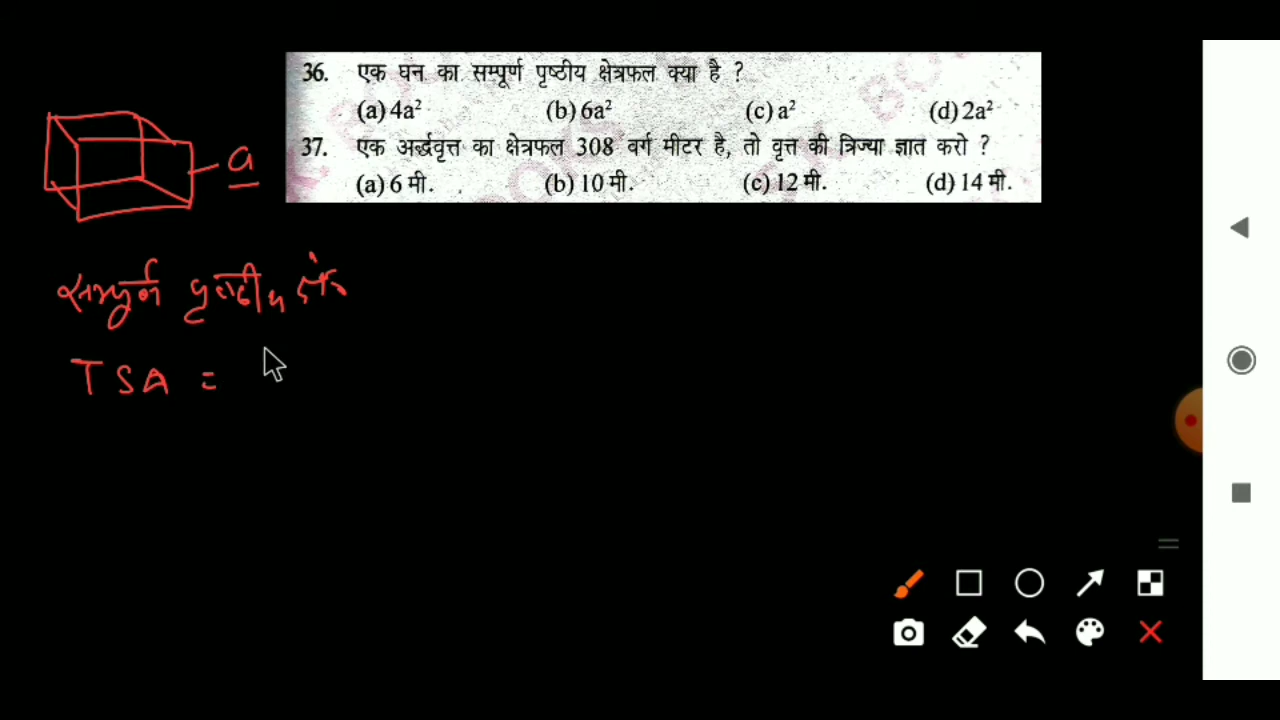 36. एक घन का सम्पूर्ण पृष्ठीय क्षेत्रफल क्या है ?
(a) 4a² (b) 6a² (c) a² (d) 2a²
37. एक अर्द्धवृत्त का क्षेत्रफल 308 वर्ग मीटर है, तो वृत्त की त्रिज्या ज्ञात करो ?
(a) 6 मी. (b) 10 मी. (c) 12 मी. (d) 14 मी.
a
सम्पूर्ण पृष्ठीय
TSA =